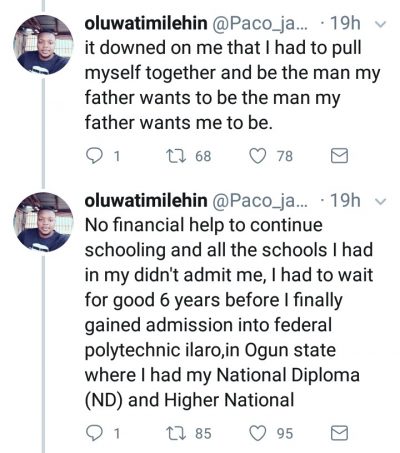 oluwatimilehin @Paco_ja... · 19h
it downed on me that I had to pull
myself together and be the man my
father wants to be the man my
father wants me to be.
1 68 78
oluwatimilehin @Paco_ja... · 19h
No financial help to continue
schooling and all the schools I had
in my didn't admit me, I had to wait
for good 6 years before I finally
gained admission into federal
polytechnic ilaro,in Ogun state
where I had my National Diploma
(ND) and Higher National
1 85 95